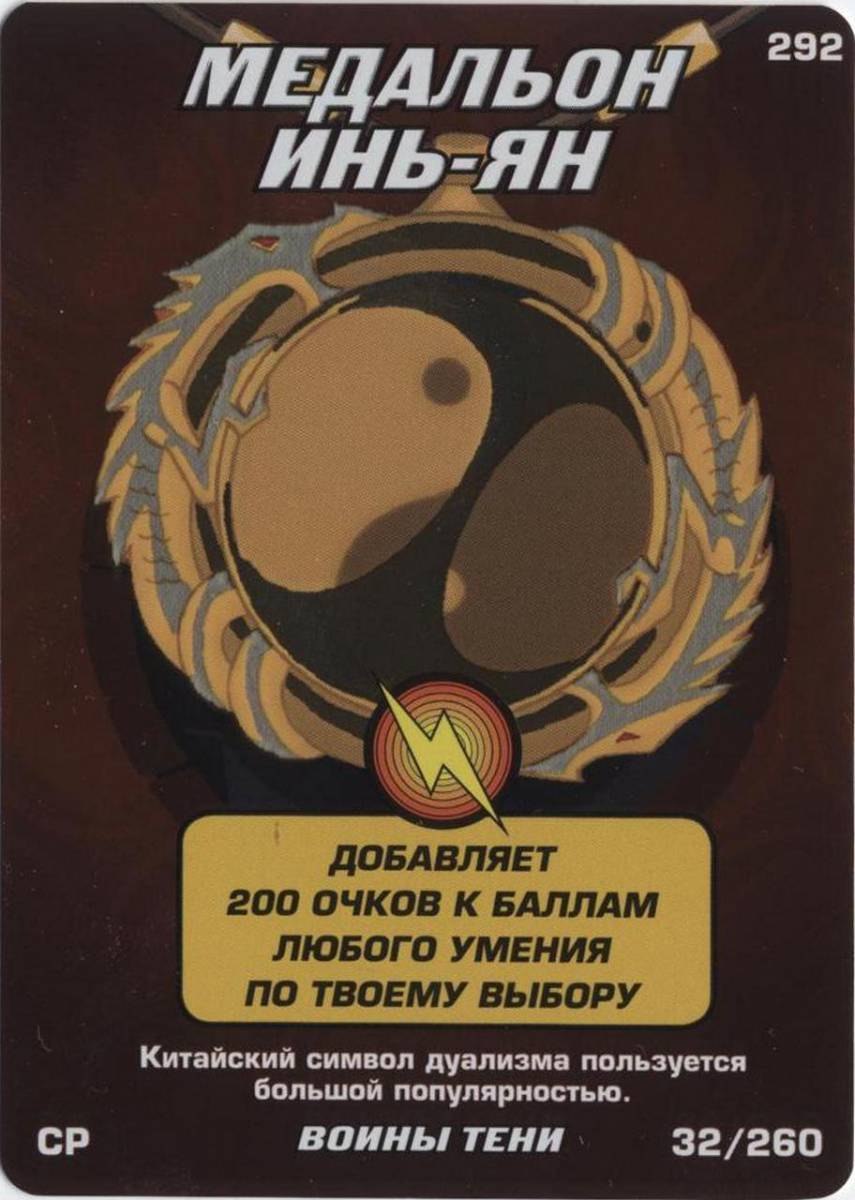 292
МЕДАЛЬОН
ИНЬ-ЯН
ДОБАВЛЯЕТ
200 ОЧКОВ К БАЛЛАМ
ЛЮБОГО УМЕНИЯ
ПО ТВОЕМУ ВЫБОРУ
Китайский символ дуализма пользуется
большой популярностью.
СР ВОИНЫ ТЕНИ 32/260